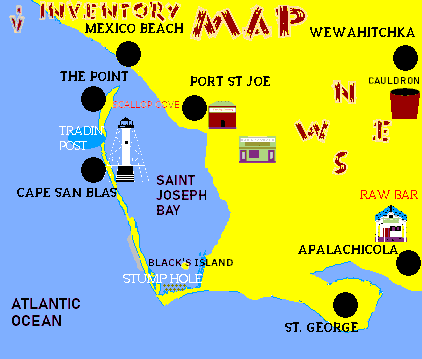 INVENTORY MAP
MEXICO BEACH
WEWAHITCHKA
THE POINT
PORT ST JOE
CAULDRON
SCALLOP COVE
N
TRADIN
POST
W E
S
CAPE SAN BLAS
SAINT
JOSEPH
BAY
RAW BAR
APALACHICOLA
BLACK'S ISLAND
STUMP HOLE
ATLANTIC
OCEAN
ST. GEORGE